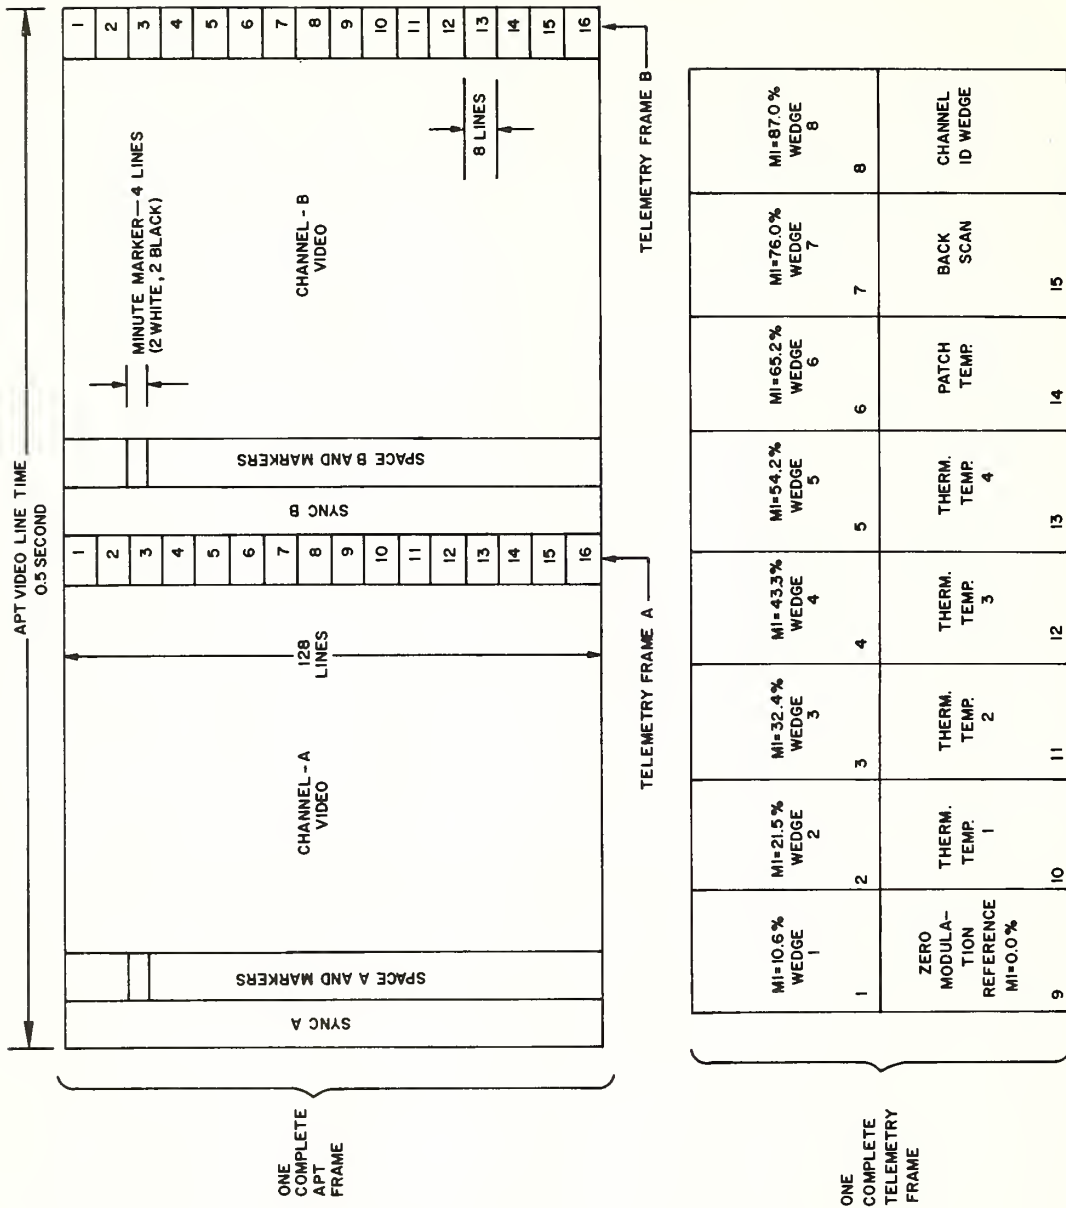 APT VIDEO LINE TIME
0.5 SECOND
MINUTE MARKER—4 LINES
(2 WHITE, 2 BLACK)
ONE
COMPLETE
APT
FRAME
SYNC A
SPACE A AND MARKERS
CHANNEL-A
VIDEO
128
LINES
1
2
3
4
5
6
7
8
9
10
11
12
13
14
15
16
SYNC B
SPACE B AND MARKERS
CHANNEL-B
VIDEO
8 LINES
1
2
3
4
5
6
7
8
9
10
11
12
13
14
15
16
TELEMETRY FRAME A
TELEMETRY FRAME B
ONE
COMPLETE
TELEMETRY
FRAME
MI=10.6%
WEDGE
1
1
MI=21.5%
WEDGE
2
2
MI=32.4%
WEDGE
3
3
MI=43.3%
WEDGE
4
4
MI=54.2%
WEDGE
5
5
MI=65.2%
WEDGE
6
6
MI=76.0%
WEDGE
7
7
MI=87.0%
WEDGE
8
8
ZERO
MODULA-
TION
REFERENCE
MI=0.0%
9
THERM.
TEMP.
1
10
THERM.
TEMP.
2
11
THERM.
TEMP.
3
12
THERM.
TEMP.
4
13
PATCH
TEMP.
14
BACK
SCAN
15
CHANNEL
ID WEDGE